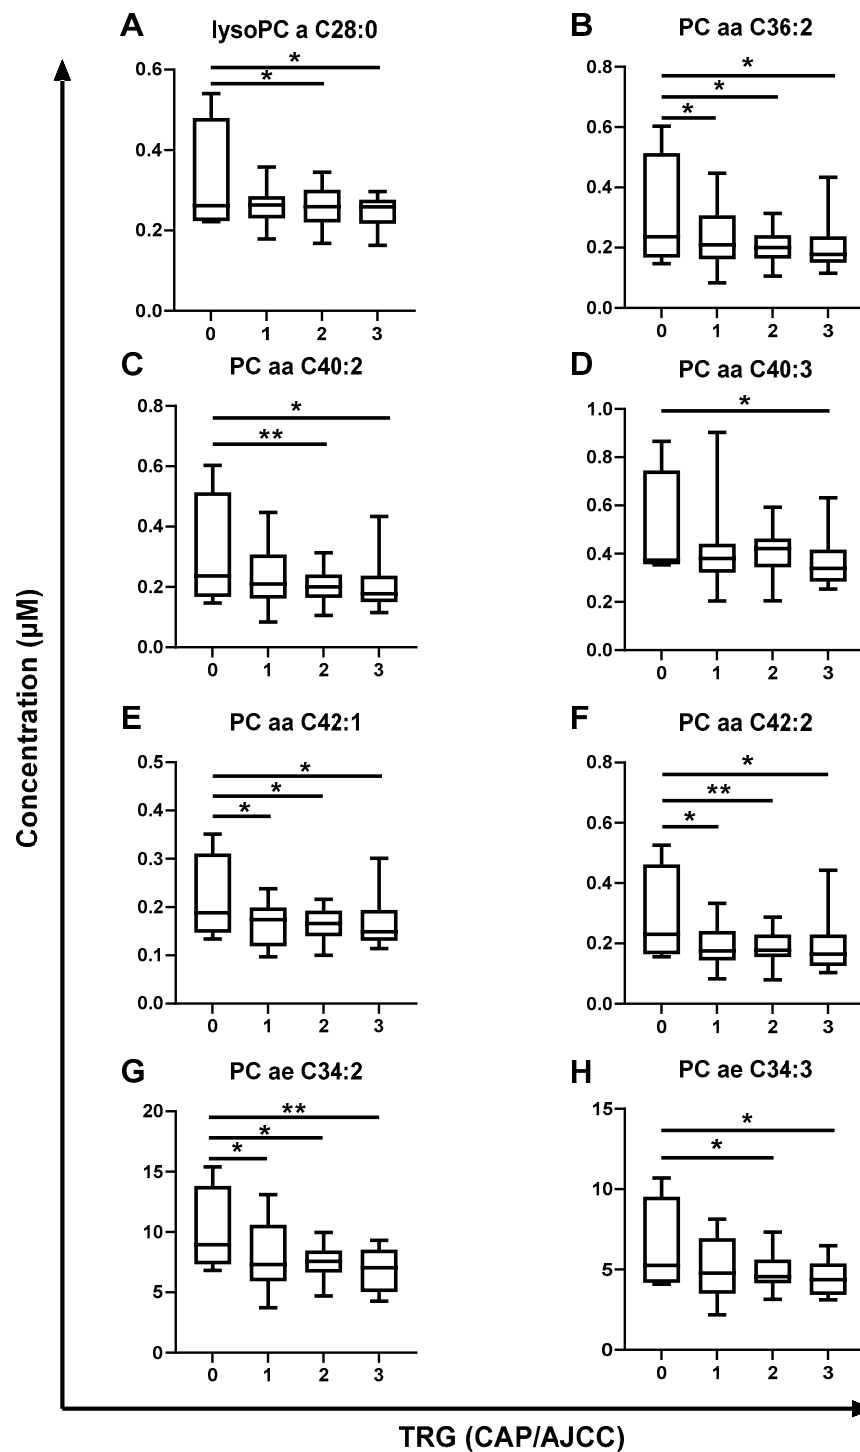 A
lysoPC a C28:0
*
*
0.6
0.4
0.2
0.0
0 1 2 3
B
PC aa C36:2
*
*
*
0.8
0.6
0.4
0.2
0.0
0 1 2 3
C
PC aa C40:2
*
**
0.8
0.6
0.4
0.2
0.0
0 1 2 3
D
PC aa C40:3
*
1.0
0.8
0.6
0.4
0.2
0.0
0 1 2 3
E
PC aa C42:1
*
*
*
0.5
0.4
0.3
0.2
0.1
0.0
0 1 2 3
F
PC aa C42:2
*
**
*
0.8
0.6
0.4
0.2
0.0
0 1 2 3
G
PC ae C34:2
**
*
*
20
15
10
5
0
0 1 2 3
H
PC ae C34:3
*
*
15
10
5
0
0 1 2 3
Concentration (µM)
TRG (CAP/AJCC)